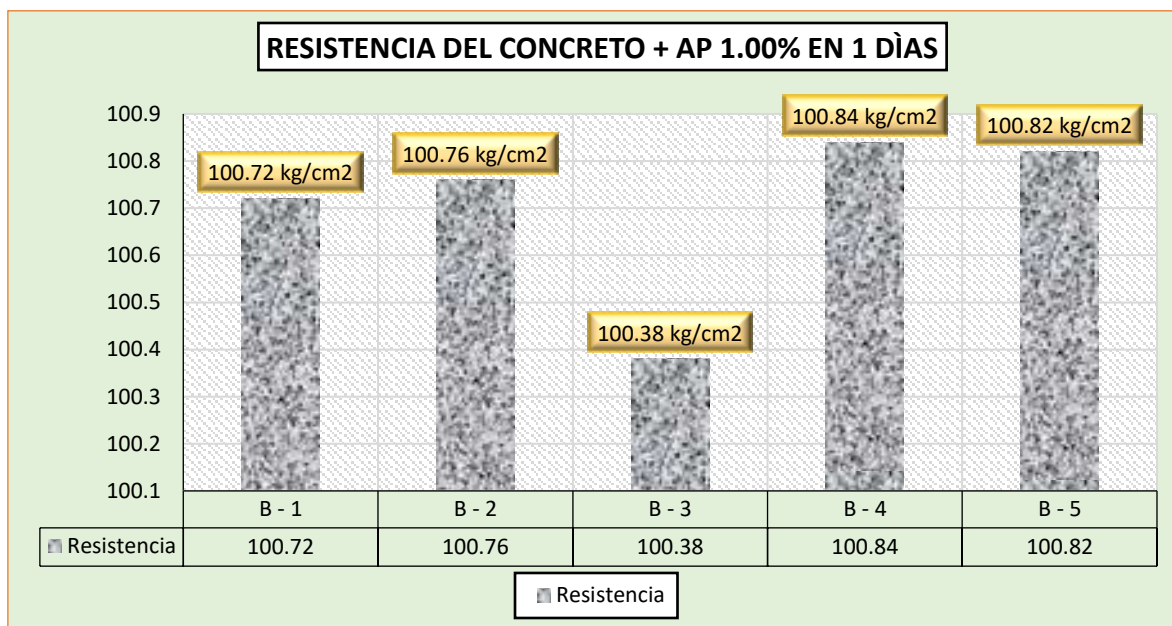 RESISTENCIA DEL CONCRETO + AP 1.00% EN 1 DÌAS
100.9
100.8
100.7
100.6
100.5
100.4
100.3
100.2
100.1
100.72 kg/cm2
100.76 kg/cm2
100.38 kg/cm2
100.84 kg/cm2
100.82 kg/cm2
B - 1 B - 2 B - 3 B - 4 B - 5
Resistencia 100.72 100.76 100.38 100.84 100.82
Resistencia